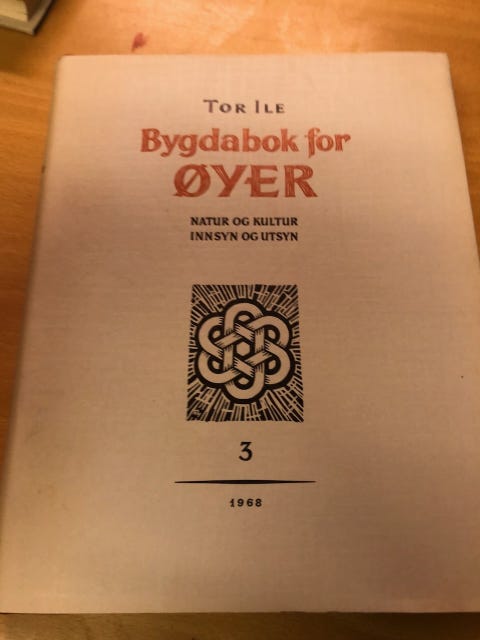 TOR ILE
Bygdabok for
ØYER
NATUR OG KULTUR
INNSYN OG UTSYN
3
1968